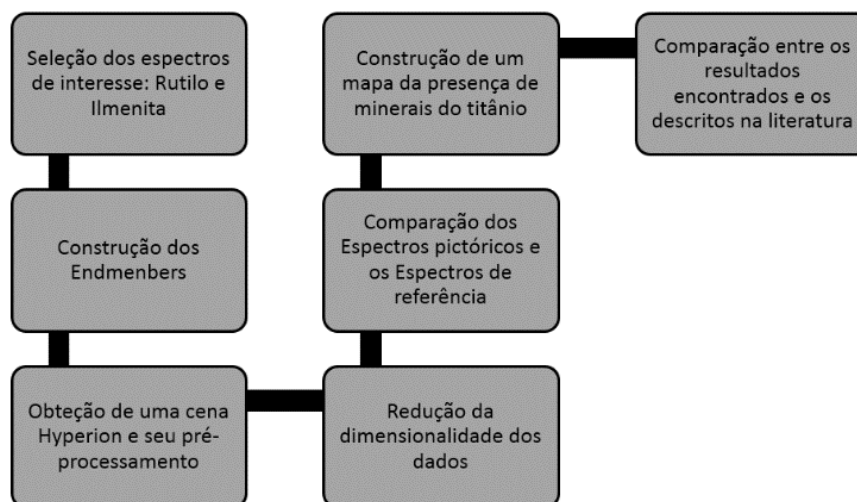 Seleção dos espectros
de interesse: Rutilo e
Ilmenita
Construção dos
Endmenbers
Obteção de uma cena
Hyperion e seu pré-
processamento
Redução da
dimensionalidade dos
dados
Comparação dos
Espectros pictóricos e
os Espectros de
referência
Construção de um
mapa da presença de
minerais do titânio
Comparação entre os
resultados
encontrados e os
descritos na literatura